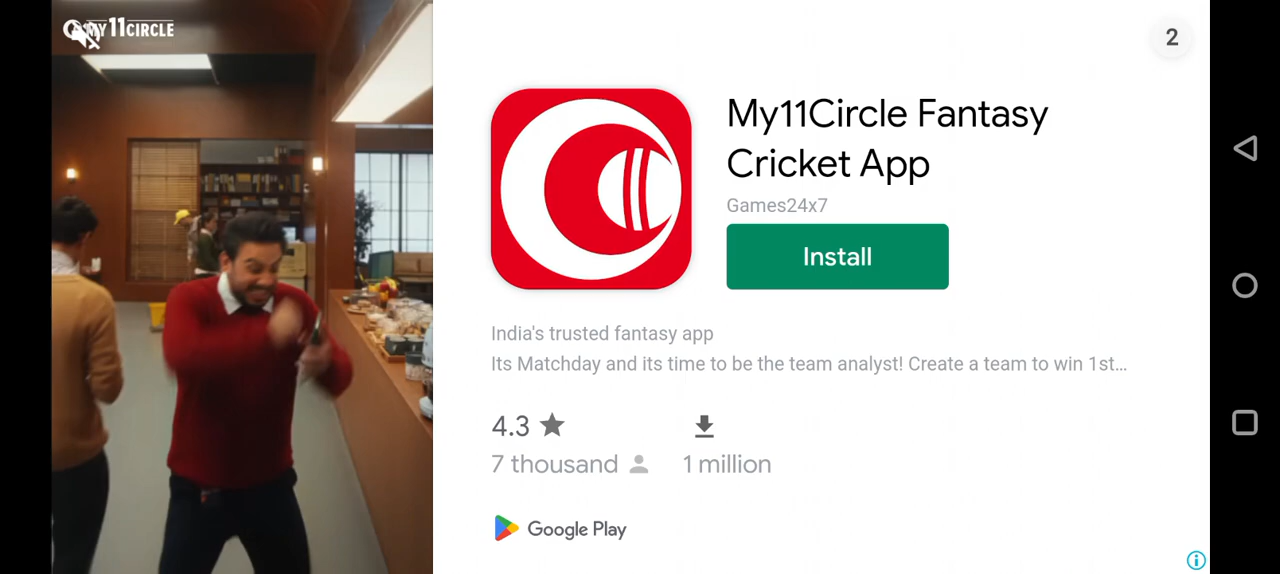 MY11CIRCLE
2
My11Circle Fantasy
Cricket App
Games24x7
Install
India's trusted fantasy app
Its Matchday and its time to be the team analyst! Create a team to win 1st...
4.3
7 thousand
1 million
Google Play